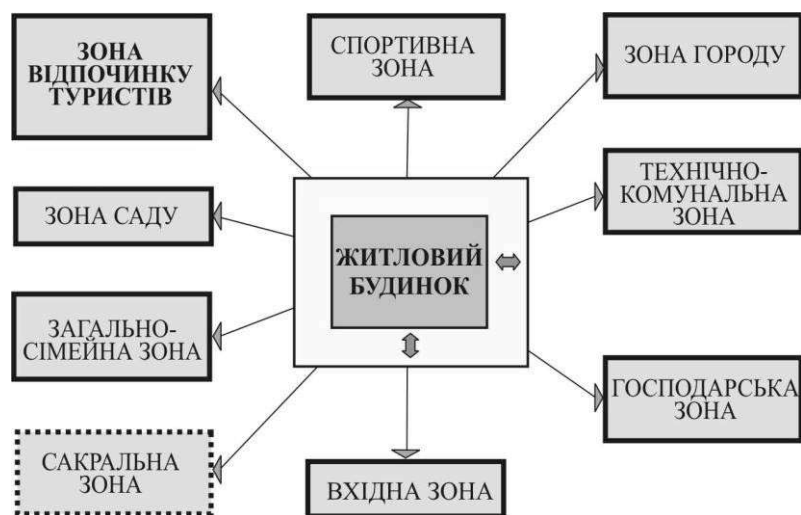 ЗОНА
ВІДПОЧИНКУ
ТУРИСТІВ
СПОРТИВНА
ЗОНА
ЗОНА ГОРОДУ
ЗОНА САДУ
ТЕХНІЧНО-
КОМУНАЛЬНА
ЗОНА
ЖИТЛОВИЙ
БУДИНОК
ЗАГАЛЬНО-
СІМЕЙНА ЗОНА
ГОСПОДАРСЬКА
ЗОНА
САКРАЛЬНА
ЗОНА
ВХІДНА ЗОНА